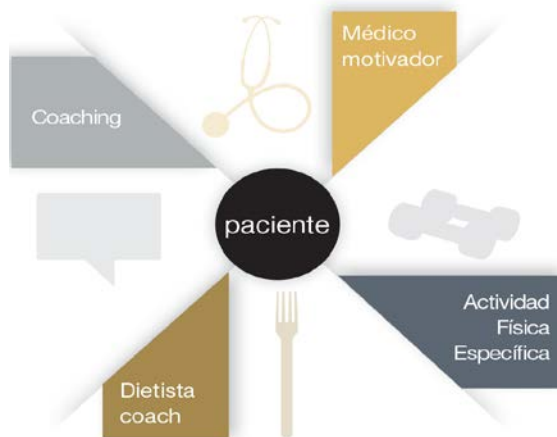 Médico
motivador
Coaching
paciente
Actividad
Física
Específica
Dietista
coach